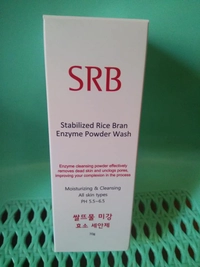 SRB
Stabilized Rice Bran
Enzyme Powder Wash
Enzyme cleansing powder effectively
removes dead skin and unclogs pores,
improving your complexion in the process
Moisturizing & Cleansing
All skin types
PH 5.5~6.5
쌀뜨물 미강
효소 세안제